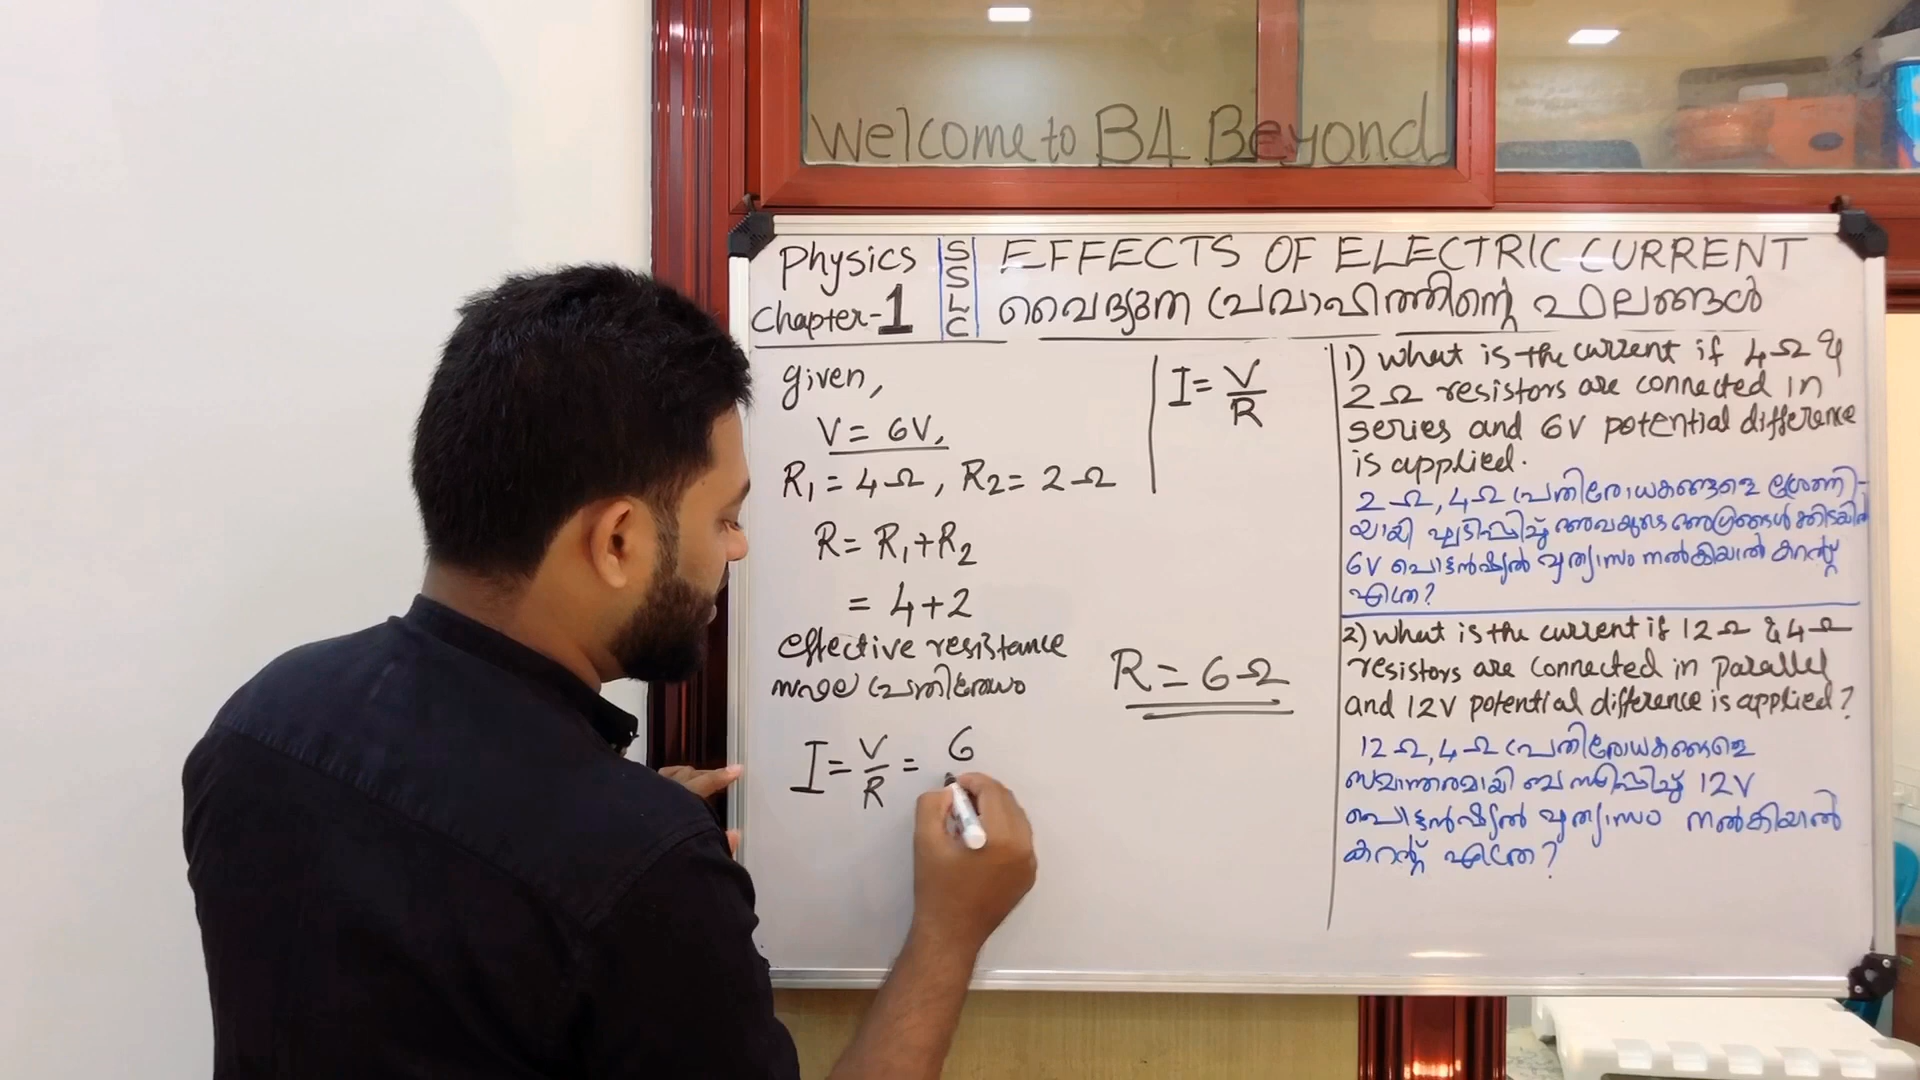 Welcome to B4 Beyond
Physics
Chapter-1
SSLC
EFFECTS OF ELECTRIC CURRENT
വൈദ്യുത പ്രവാഹത്തിന്റെ ഫലങ്ങൾ
given,
V = 6V,
R₁ = 4Ω, R₂ = 2Ω
R = R₁+R₂
= 4+2
effective resistance
സഫല പ്രതിരോധം
R = 6Ω
I = V/R = 6
I = V/R
1) What is the current if 4Ω &
2Ω resistors are connected in
series and 6V potential difference
is applied.
2Ω, 4Ω പ്രതിരോധകങ്ങളെ ശ്രേണി-
യായി ഘടിപ്പിച്ച് അവയുടെ അഗ്രങ്ങൾക്കിടയിൽ
6V പൊട്ടൻഷ്യൽ വ്യത്യാസം നൽകിയാൽ കറന്റ്
എത്ര?
2) What is the current if 12Ω & 4Ω
resistors are connected in parallel
and 12V potential difference is applied?
12Ω, 4Ω പ്രതിരോധകങ്ങളെ
സമാന്തരമായി ബന്ധിപ്പിച്ച് 12V
പൊട്ടൻഷ്യൽ വ്യത്യാസം നൽകിയാൽ
കറന്റ് എത്ര?